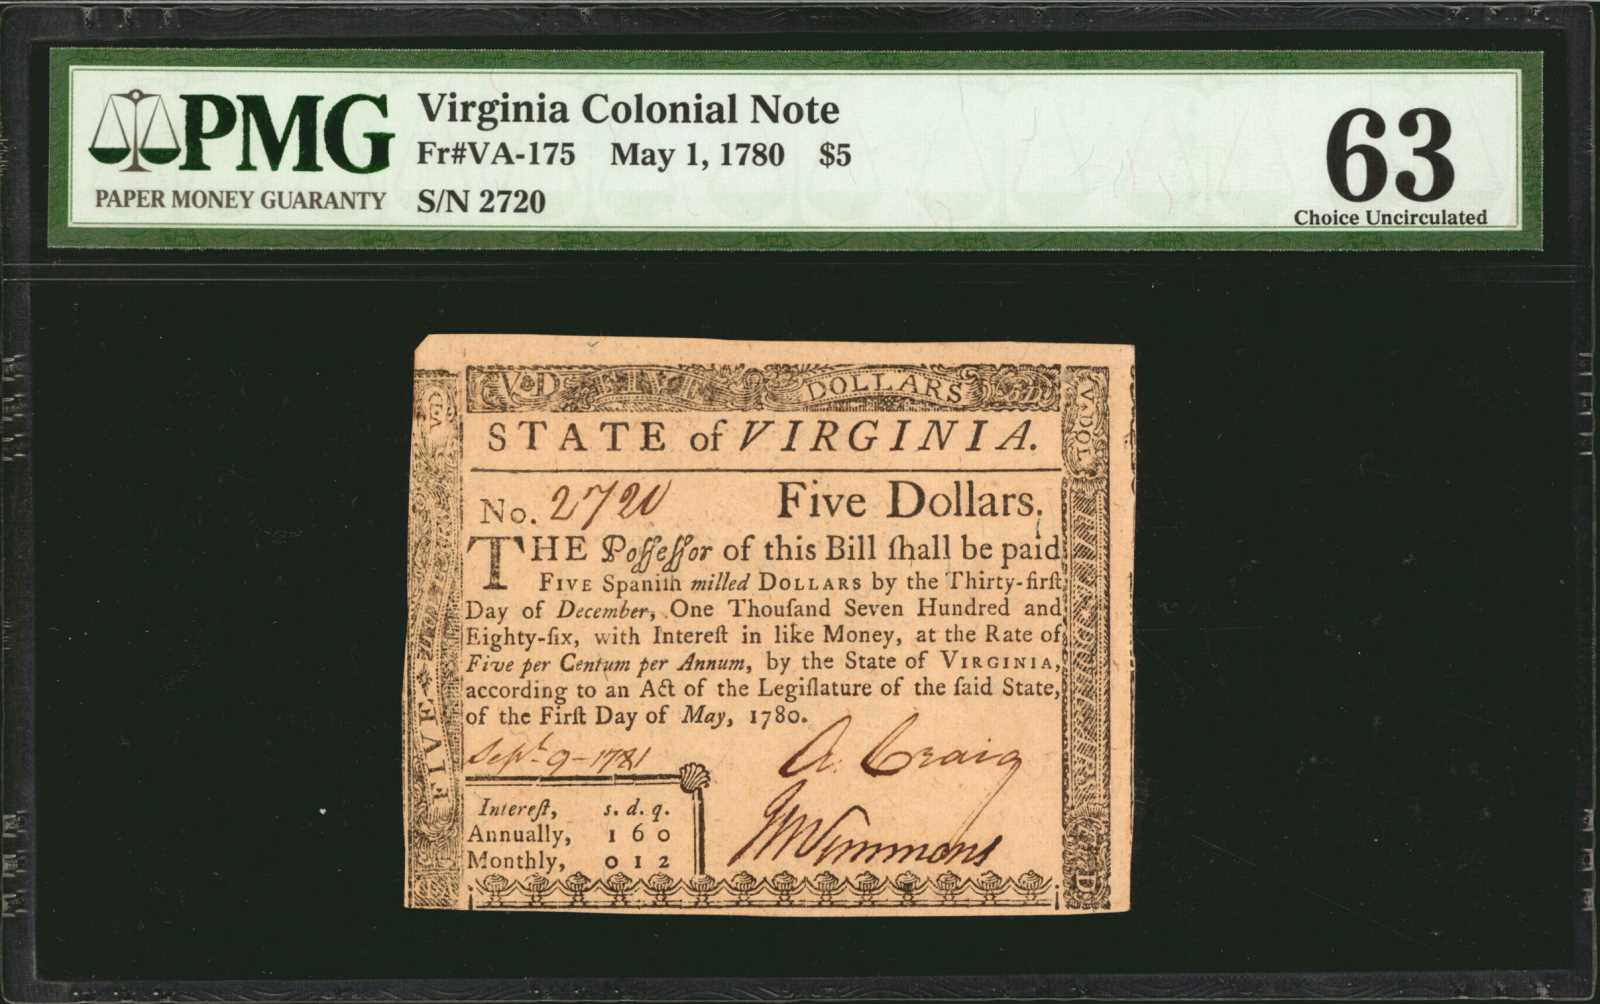 PMG
PAPER MONEY GUARANTY
Virginia Colonial Note
Fr#VA-175 May 1, 1780 $5
S/N 2720
63
Choice Uncirculated
V·D FIVE DOLLARS
STATE of VIRGINIA.
No. 2720 Five Dollars.
THE Poſſeſſor of this Bill ſhall be paid
FIVE Spaniſh milled DOLLARS by the Thirty-firſt
Day of December, One Thouſand Seven Hundred and
Eighty-ſix, with Intereſt in like Money, at the Rate of
Five per Centum per Annum, by the State of VIRGINIA,
according to an Act of the Legiſlature of the ſaid State,
of the Firſt Day of May, 1780.
Sept. 9-1781
A. Craig
Wm Simmons
Intereſt, s. d. q.
Annually, 1 6 0
Monthly, 0 1 2
V·D
FIVE
V·DOL